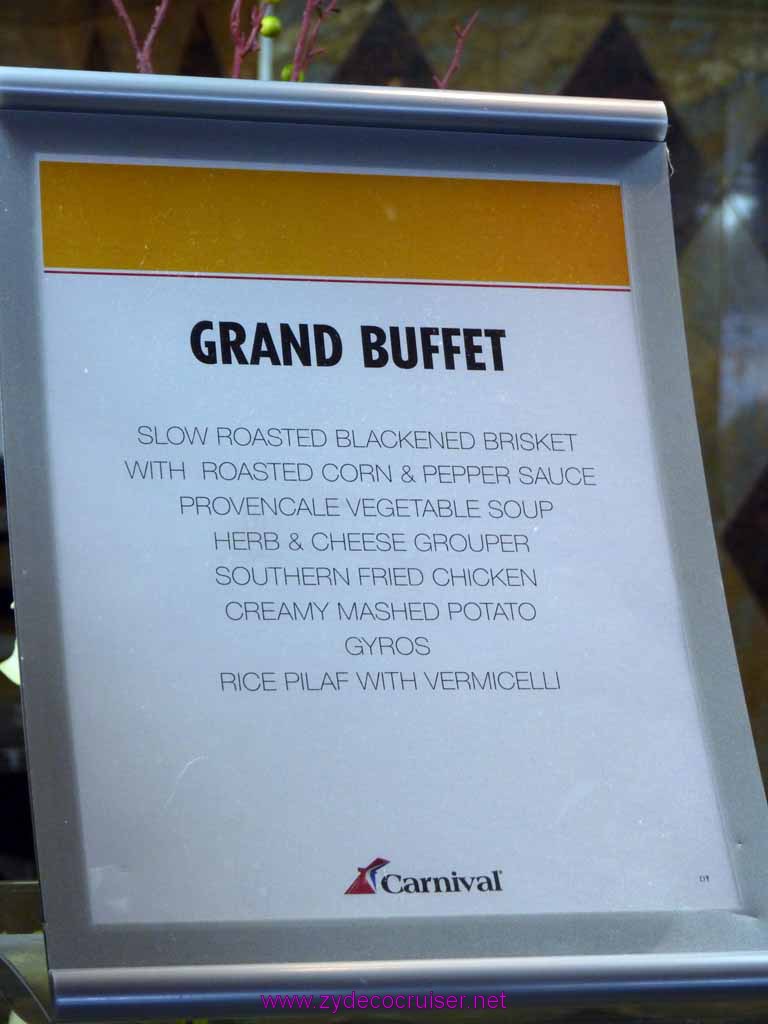 GRAND BUFFET
SLOW ROASTED BLACKENED BRISKET
WITH ROASTED CORN & PEPPER SAUCE
PROVENCALE VEGETABLE SOUP
HERB & CHEESE GROUPER
SOUTHERN FRIED CHICKEN
CREAMY MASHED POTATO
GYROS
RICE PILAF WITH VERMICELLI
Carnival
www.zydecocruiser.net